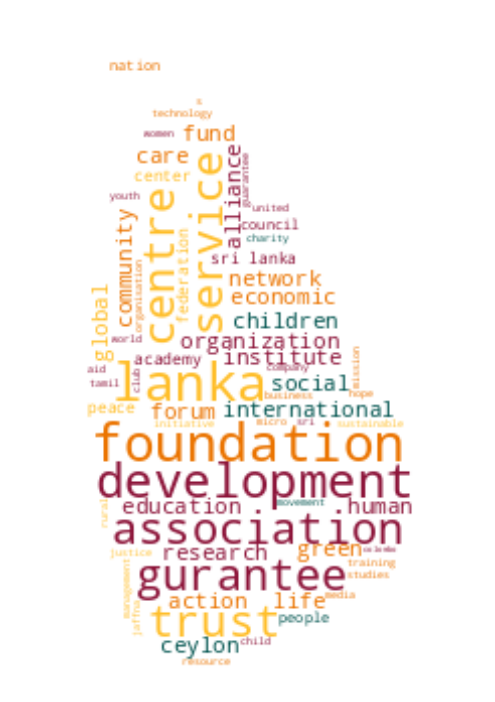 nation
s
technology
women
fund
care
center
service
alliance
guarantee
youth
centre
united
community
council
federation
charity
organisation
sri lanka
network
global
economic
children
world
organization
academy
institute
mission
aid
club
company
lanka
social
tamil
business
hope
peace
forum
international
initiative
micro
sri
sustainable
foundation
development
education
movement
.human
rural
association
justice
research
green
colombo
training
gurantee
studies
management
action
life
media
jaffna
trust
people
ceylon
child
resource